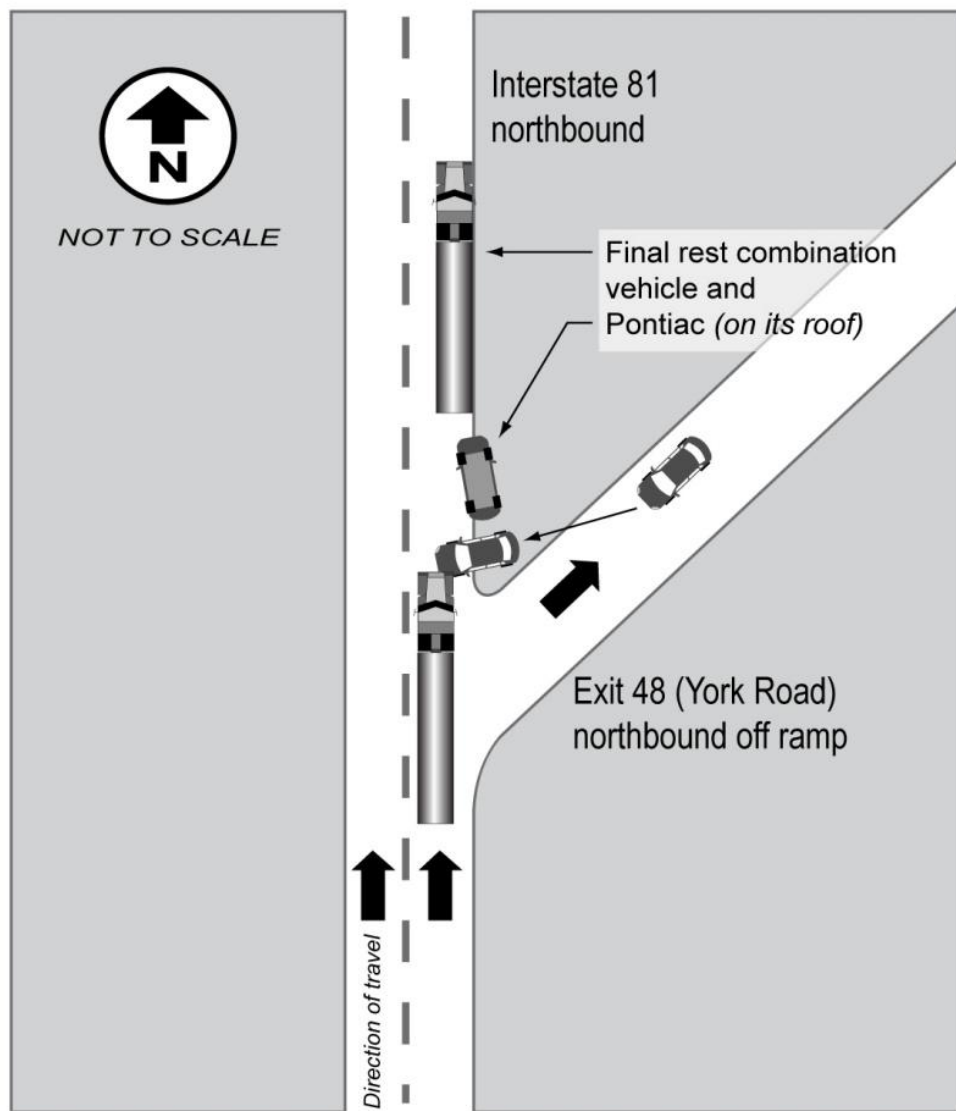 Interstate 81
northbound
N
NOT TO SCALE
Final rest combination
vehicle and
Pontiac (on its roof)
Exit 48 (York Road)
northbound off ramp
Direction of travel